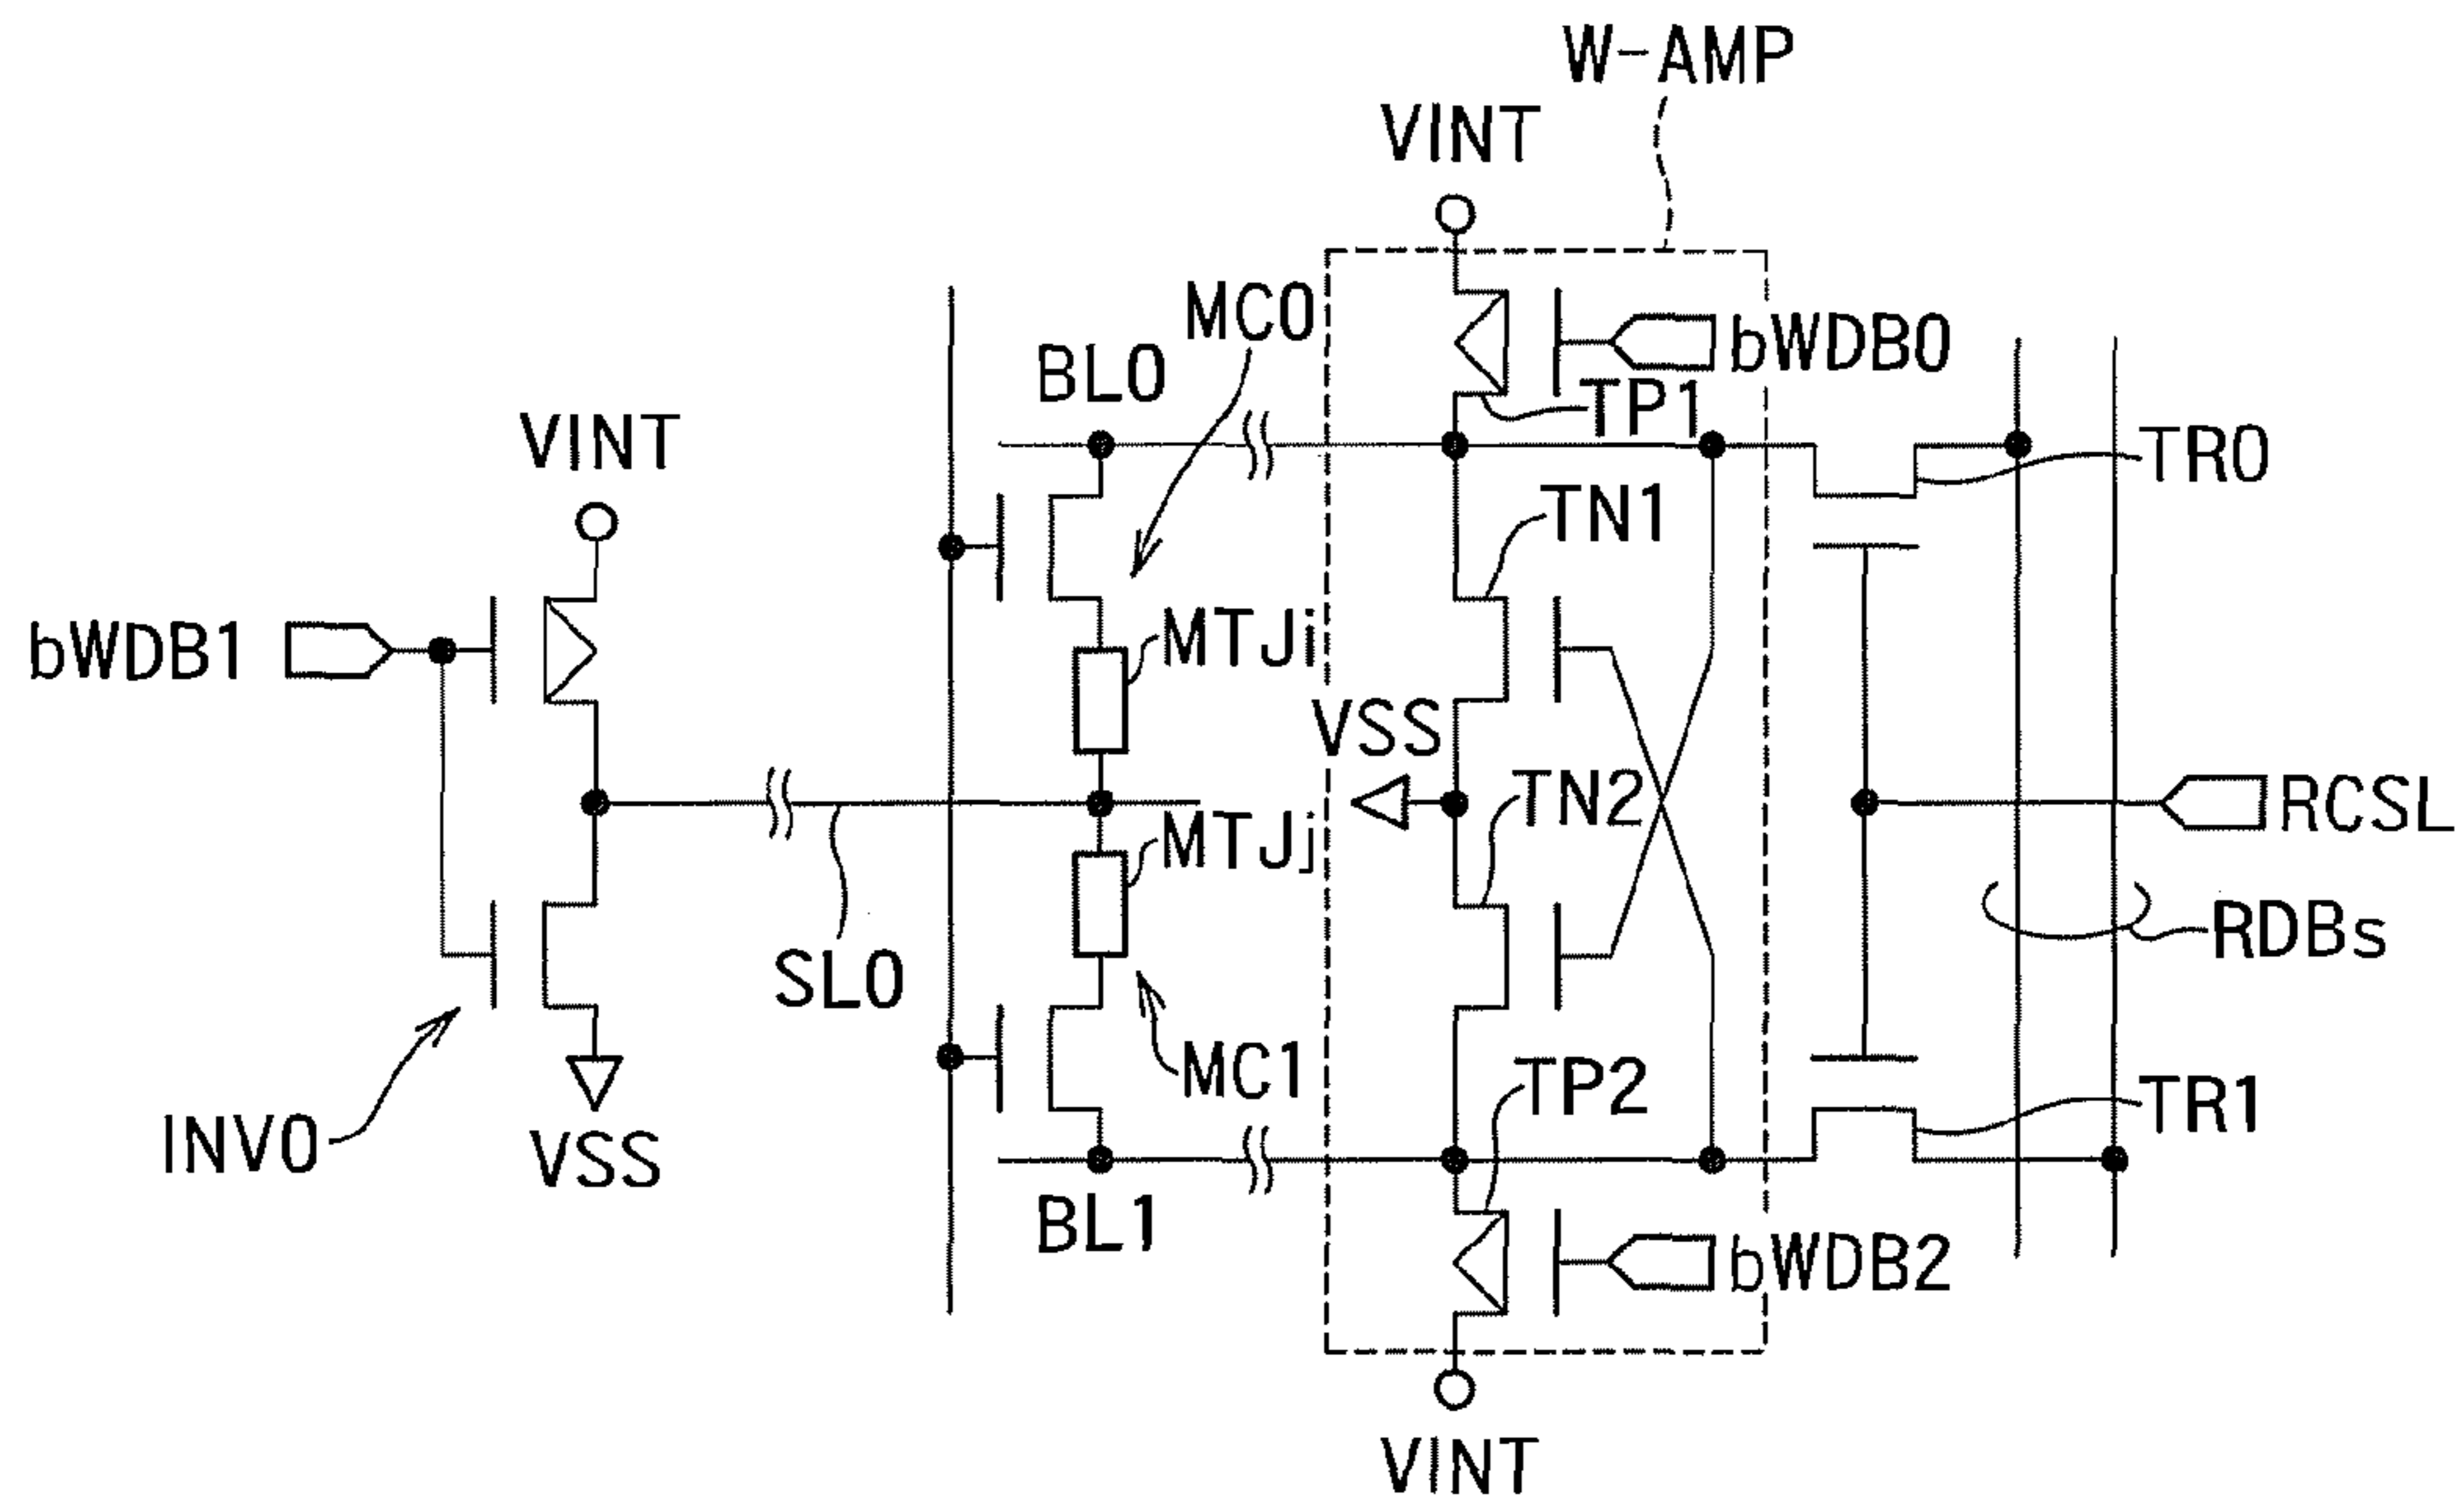 W-AMP
VINT
MC0
bWDB0
BL0
TP1
VINT
TR0
TN1
bWDB1
MTJi
VSS
TN2
RCSL
MTJj
RDBs
SL0
MC1
TP2
TR1
INV0
VSS
BL1
bWDB2
VINT